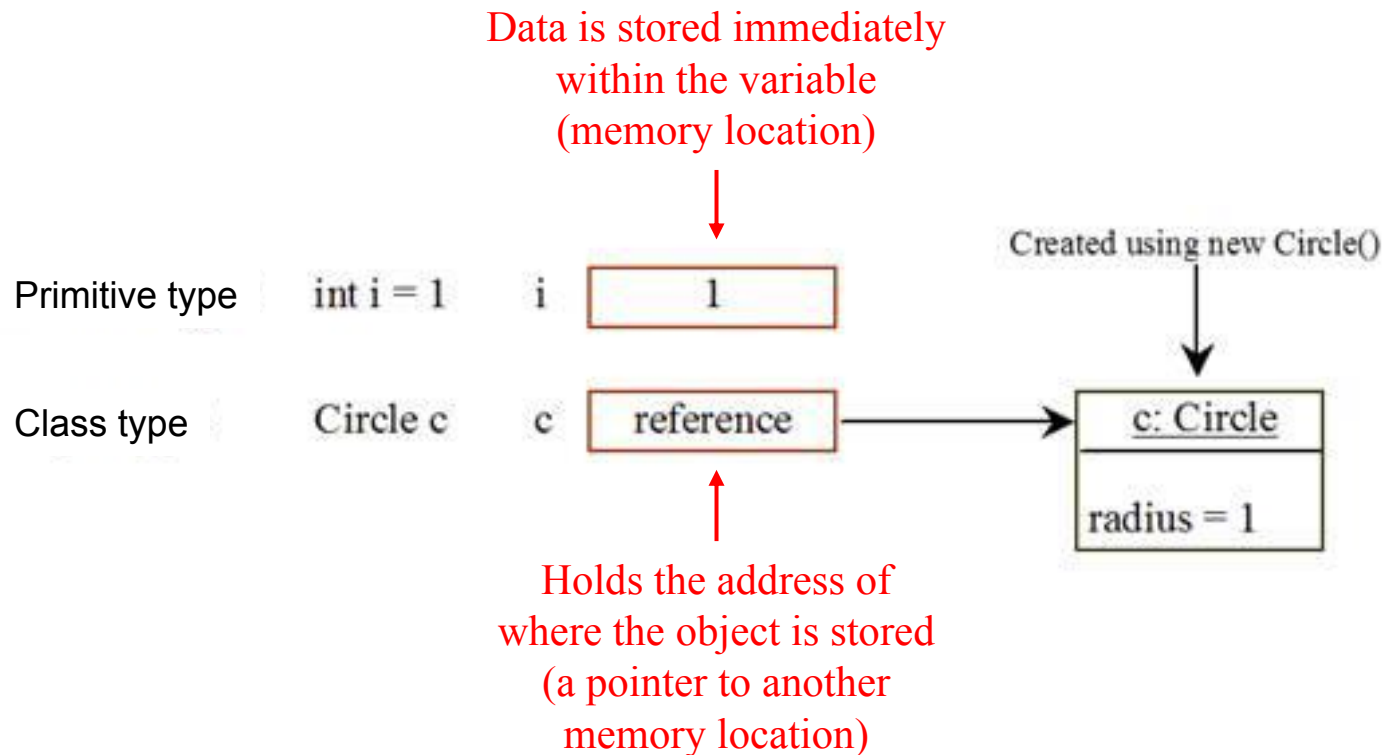 Data is stored immediately
within the variable
(memory location)
Created using new Circle()
Primitive type int i = 1 i 1
Class type Circle c c reference c: Circle
radius = 1
Holds the address of
where the object is stored
(a pointer to another
memory location)